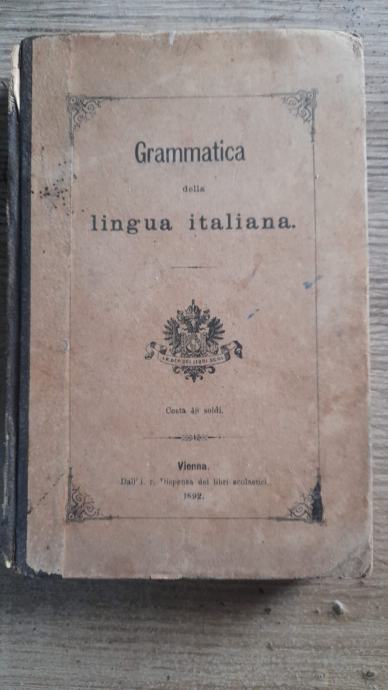 Grammatica
della
lingua italiana.
Costa 48 soldi.
Vienna.
Dall' i. r. Dispensa dei libri scolastici.
1892.